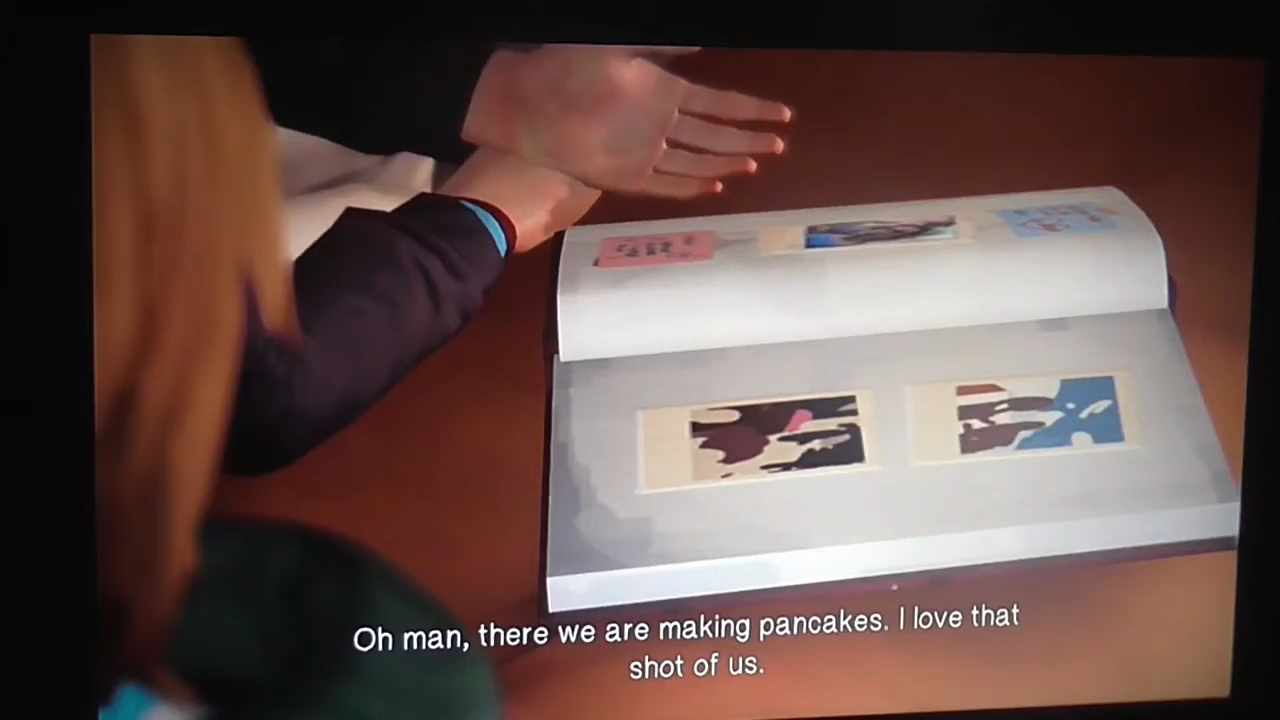 Oh man, there we are making pancakes. I love that
shot of us.